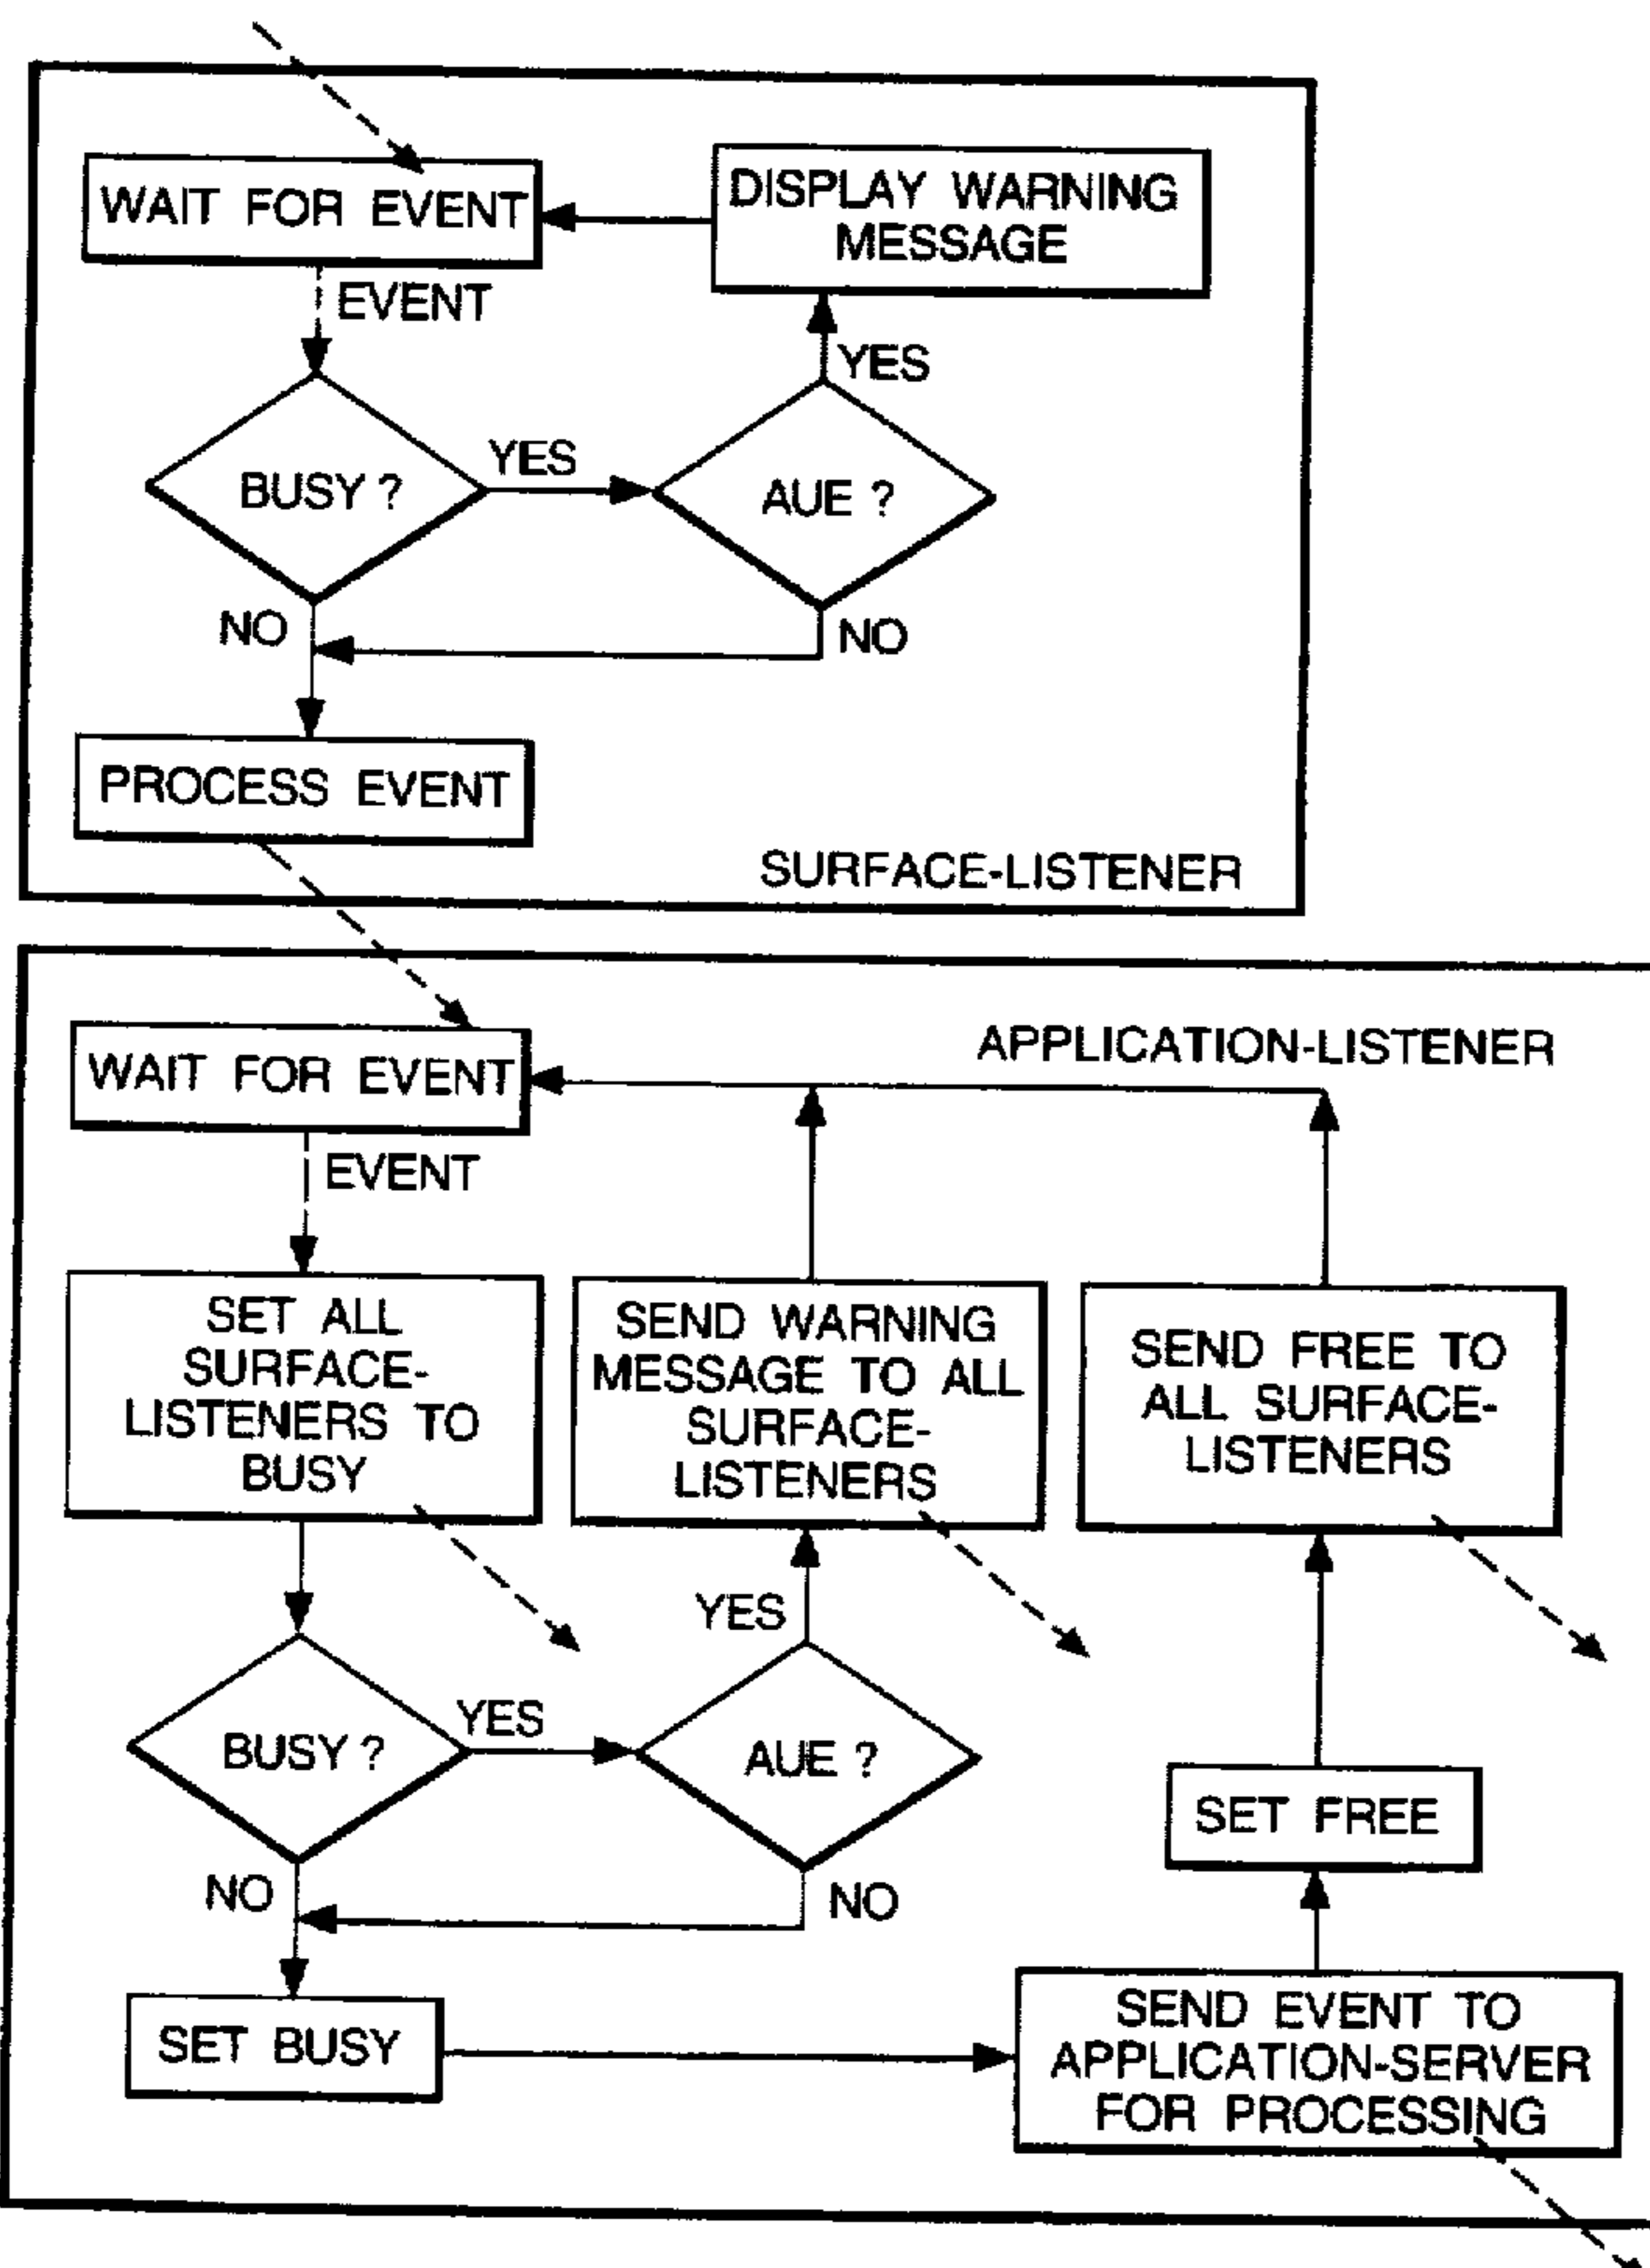 WAIT FOR EVENT
DISPLAY WARNING
MESSAGE
EVENT
YES
BUSY ?
YES
AUE ?
NO
NO
PROCESS EVENT
SURFACE-LISTENER
APPLICATION-LISTENER
WAIT FOR EVENT
EVENT
SET ALL
SURFACE-
LISTENERS TO
BUSY
SEND WARNING
MESSAGE TO ALL
SURFACE-
LISTENERS
SEND FREE TO
ALL SURFACE-
LISTENERS
YES
BUSY ?
YES
AUE ?
SET FREE
NO
NO
SET BUSY
SEND EVENT TO
APPLICATION-SERVER
FOR PROCESSING